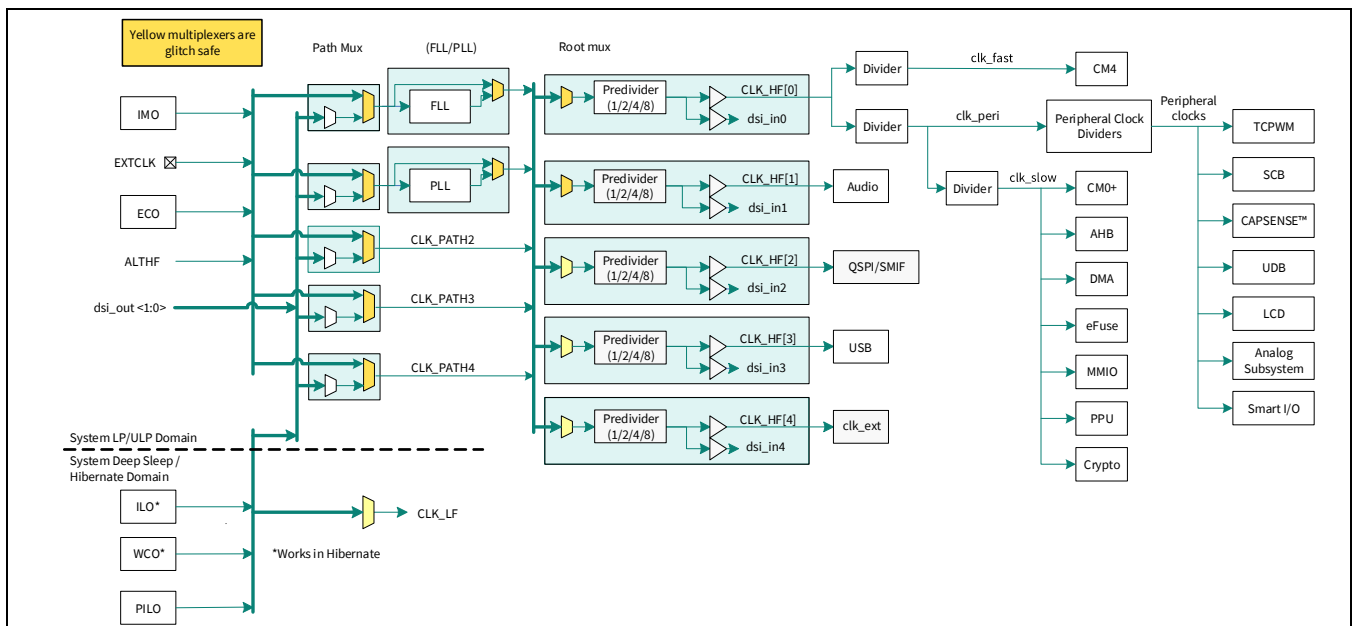 Yellow multiplexers are
glitch safe
Path Mux
(FLL/PLL)
Root mux
IMO
EXTCLK
ECO
ALTHF
dsi_out <1:0>
FLL
PLL
CLK_PATH2
CLK_PATH3
CLK_PATH4
Predivider
(1/2/4/8)
CLK_HF[0]
dsi_in0
Predivider
(1/2/4/8)
CLK_HF[1]
dsi_in1
Audio
Predivider
(1/2/4/8)
CLK_HF[2]
dsi_in2
QSPI/SMIF
Predivider
(1/2/4/8)
CLK_HF[3]
dsi_in3
USB
Predivider
(1/2/4/8)
CLK_HF[4]
dsi_in4
clk_ext
Divider
clk_fast
CM4
Divider
clk_peri
Peripheral Clock
Dividers
Peripheral
clocks
Divider
clk_slow
CM0+
AHB
DMA
eFuse
MMIO
PPU
Crypto
TCPWM
SCB
CAPSENSE™
UDB
LCD
Analog
Subsystem
Smart I/O
System LP/ULP Domain
System Deep Sleep /
Hibernate Domain
ILO*
WCO*
PILO
CLK_LF
*Works in Hibernate